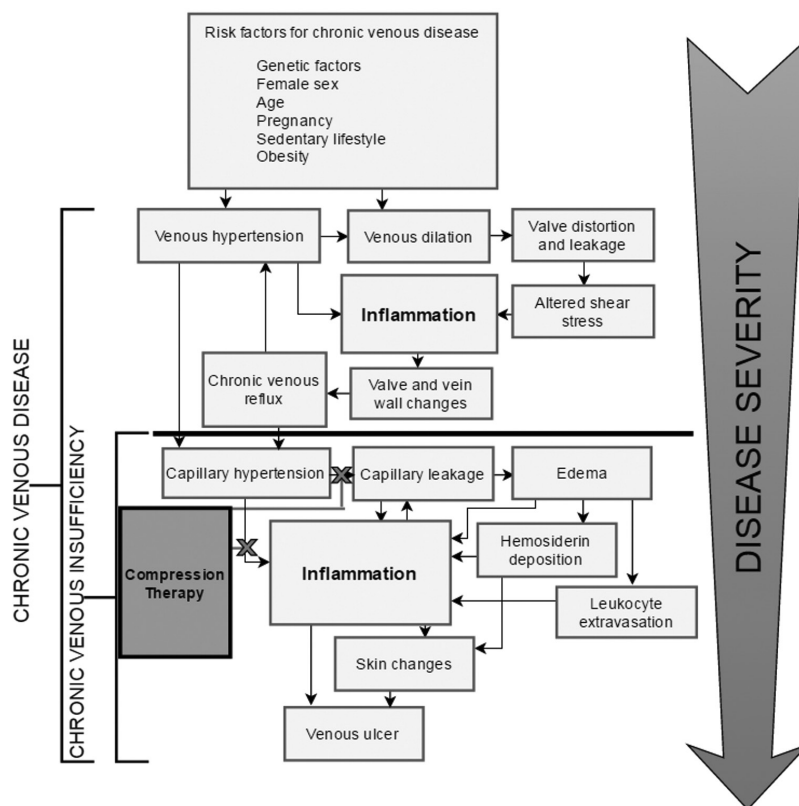 Risk factors for chronic venous disease
Genetic factors
Female sex
Age
Pregnancy
Sedentary lifestyle
Obesity
Venous hypertension
Venous dilation
Valve distortion
and leakage
Inflammation
Altered shear
stress
Chronic venous
reflux
Valve and vein
wall changes
Capillary hypertension
Capillary leakage
Edema
Compression
Therapy
Inflammation
Hemosiderin
deposition
Leukocyte
extravasation
Skin changes
Venous ulcer
CHRONIC VENOUS DISEASE
CHRONIC VENOUS INSUFFICIENCY
DISEASE SEVERITY